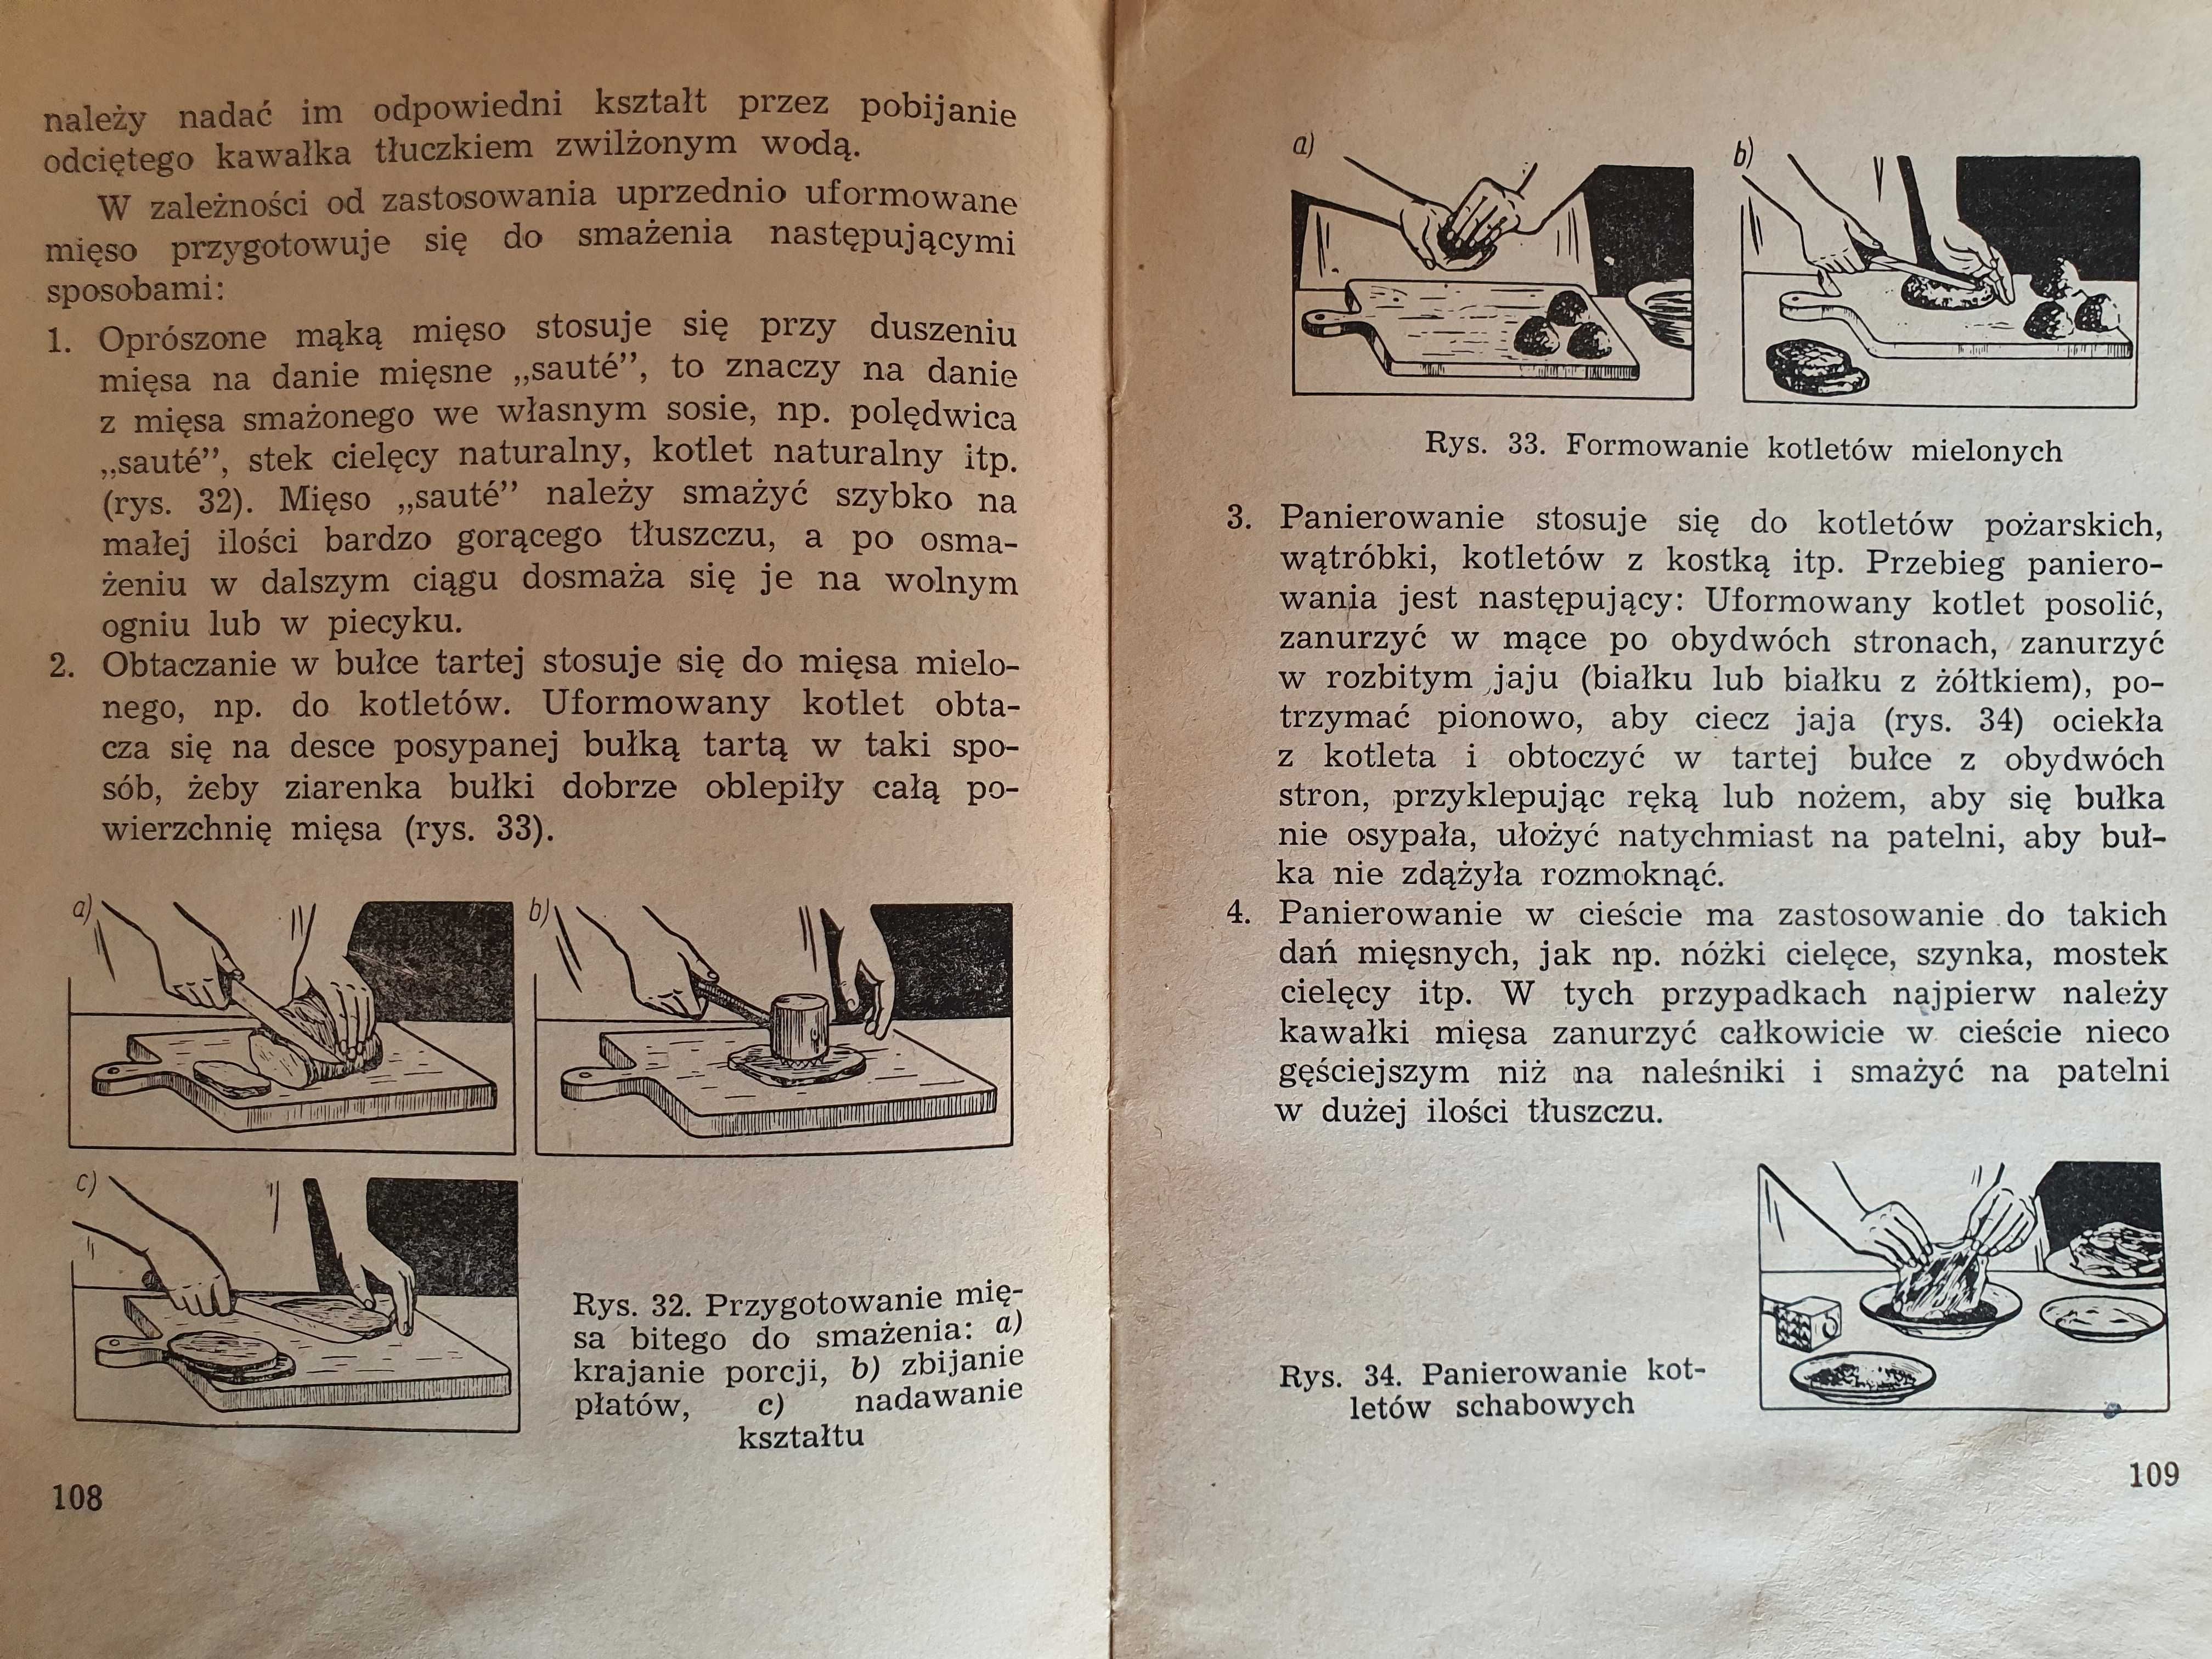 należy nadać im odpowiedni kształt przez pobijanie
odciętego kawałka tłuczkiem zwilżonym wodą.
W zależności od zastosowania uprzednio uformowane
mięso przygotowuje się do smażenia następującymi
sposobami:
1. Oprószone mąką mięso stosuje się przy duszeniu
mięsa na danie mięsne „sauté”, to znaczy na danie
z mięsa smażonego we własnym sosie, np. polędwica
„sauté”, stek cielęcy naturalny, kotlet naturalny itp.
(rys. 32). Mięso „sauté” należy smażyć szybko na
małej ilości bardzo gorącego tłuszczu, a po osma-
żeniu w dalszym ciągu dosmaża się je na wolnym
ogniu lub w piecyku.
2. Obtaczanie w bułce tartej stosuje się do mięsa mielo-
nego, np. do kotletów. Uformowany kotlet obta-
cza się na desce posypanej bułką tartą w taki spo-
sób, żeby ziarenka bułki dobrze oblepiły całą po-
wierzchnię mięsa (rys. 33).
a)
b)
c)
Rys. 32. Przygotowanie mię-
sa bitego do smażenia: a)
krajanie porcji, b) zbijanie
płatów, c) nadawanie
kształtu
108
a)
b)
Rys. 33. Formowanie kotletów mielonych
3. Panierowanie stosuje się do kotletów pożarskich,
wątróbki, kotletów z kostką itp. Przebieg paniero-
wania jest następujący: Uformowany kotlet posolić,
zanurzyć w mące po obydwóch stronach, zanurzyć
w rozbitym jaju (białku lub białku z żółtkiem), po-
trzymać pionowo, aby ciecz jaja (rys. 34) ociekła
z kotleta i obtoczyć w tartej bułce z obydwóch
stron, przyklepując ręką lub nożem, aby się bułka
nie osypała, ułożyć natychmiast na patelni, aby buł-
ka nie zdążyła rozmoknąć.
4. Panierowanie w cieście ma zastosowanie do takich
dań mięsnych, jak np. nóżki cielęce, szynka, mostek
cielęcy itp. W tych przypadkach najpierw należy
kawałki mięsa zanurzyć całkowicie w cieście nieco
gęściejszym niż na naleśniki i smażyć na patelni
w dużej ilości tłuszczu.
Rys. 34. Panierowanie kot-
letów schabowych
109